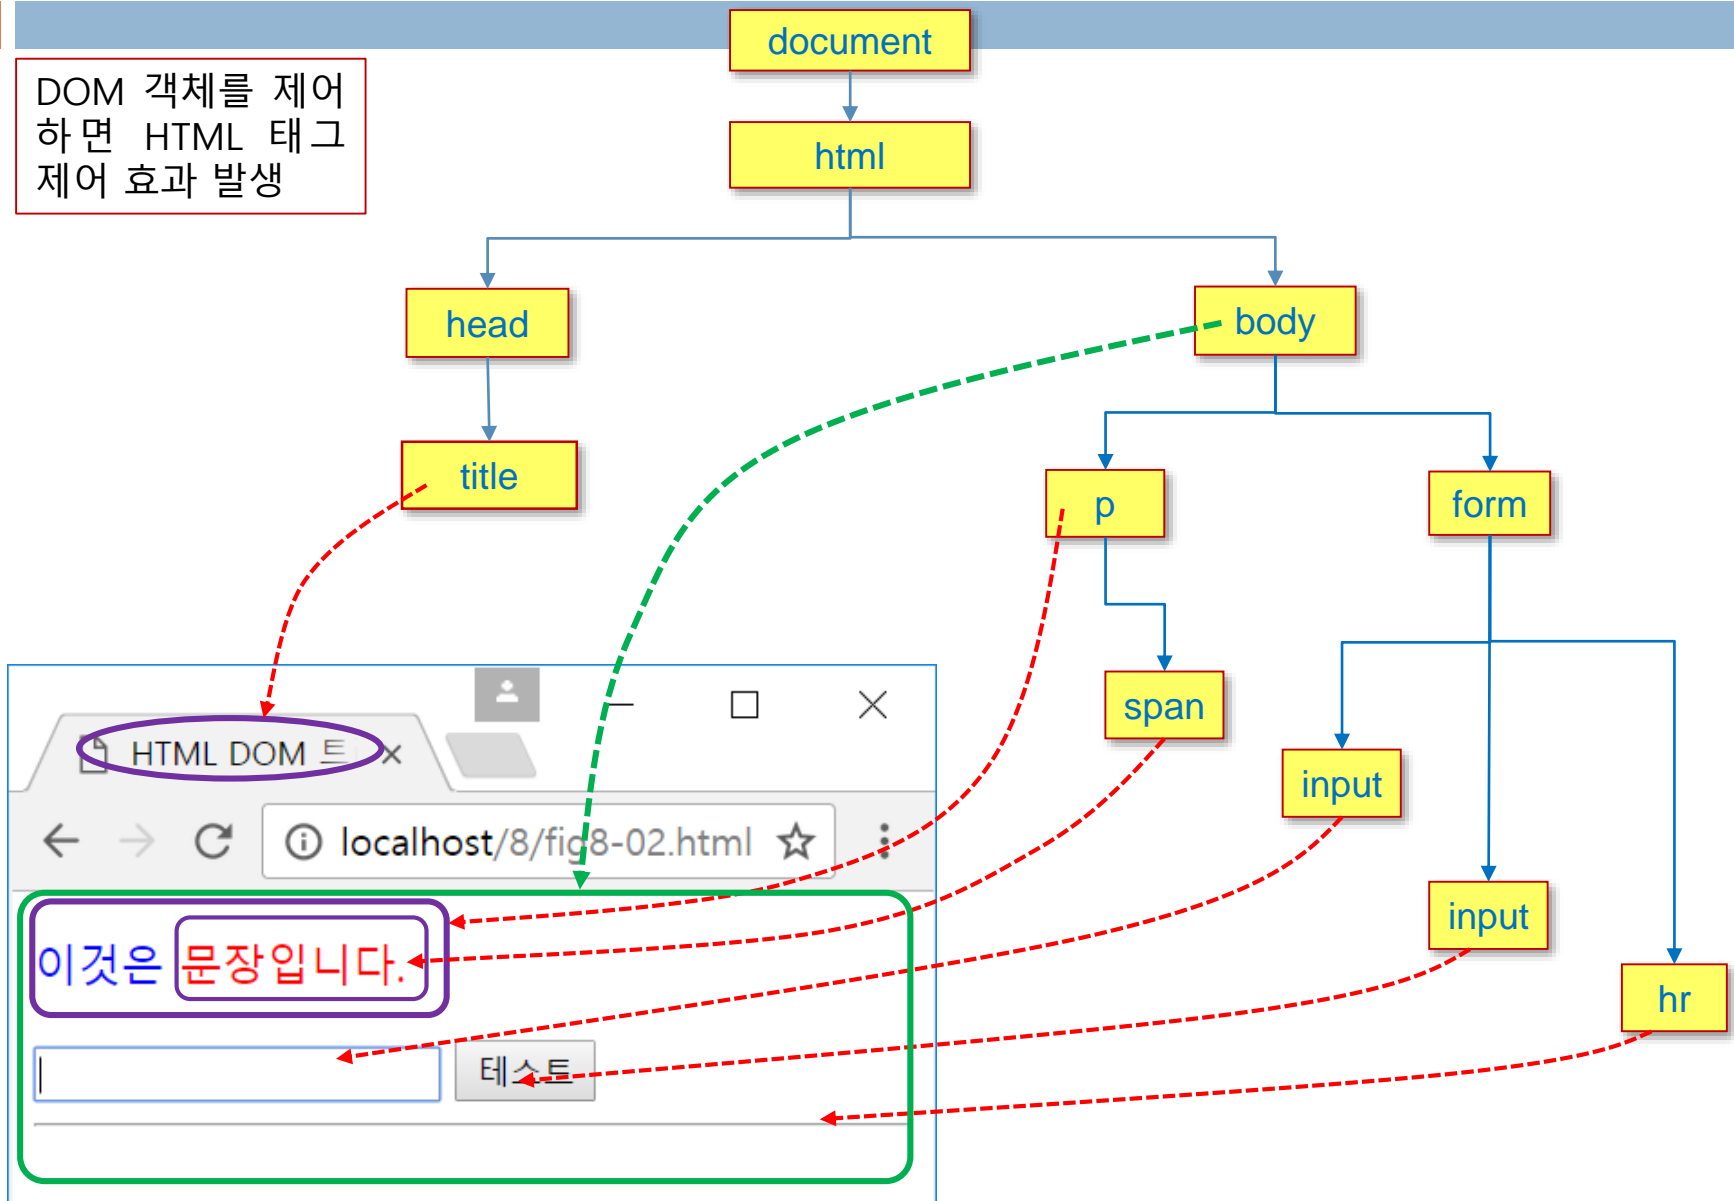 document
DOM 객체를 제어
하면 HTML 태그
제어 효과 발생
html
head
body
title
p
form
span
input
input
hr
HTML DOM 트
localhost/8/fig8-02.html
이것은 문장입니다.
테스트